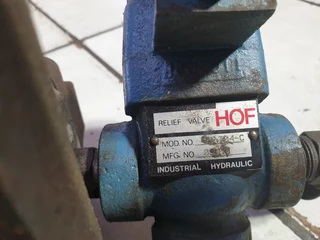 RELIEF VALVE HOF
MOD. NO.
MFG. NO
INDUSTRIAL HYDRAULIC